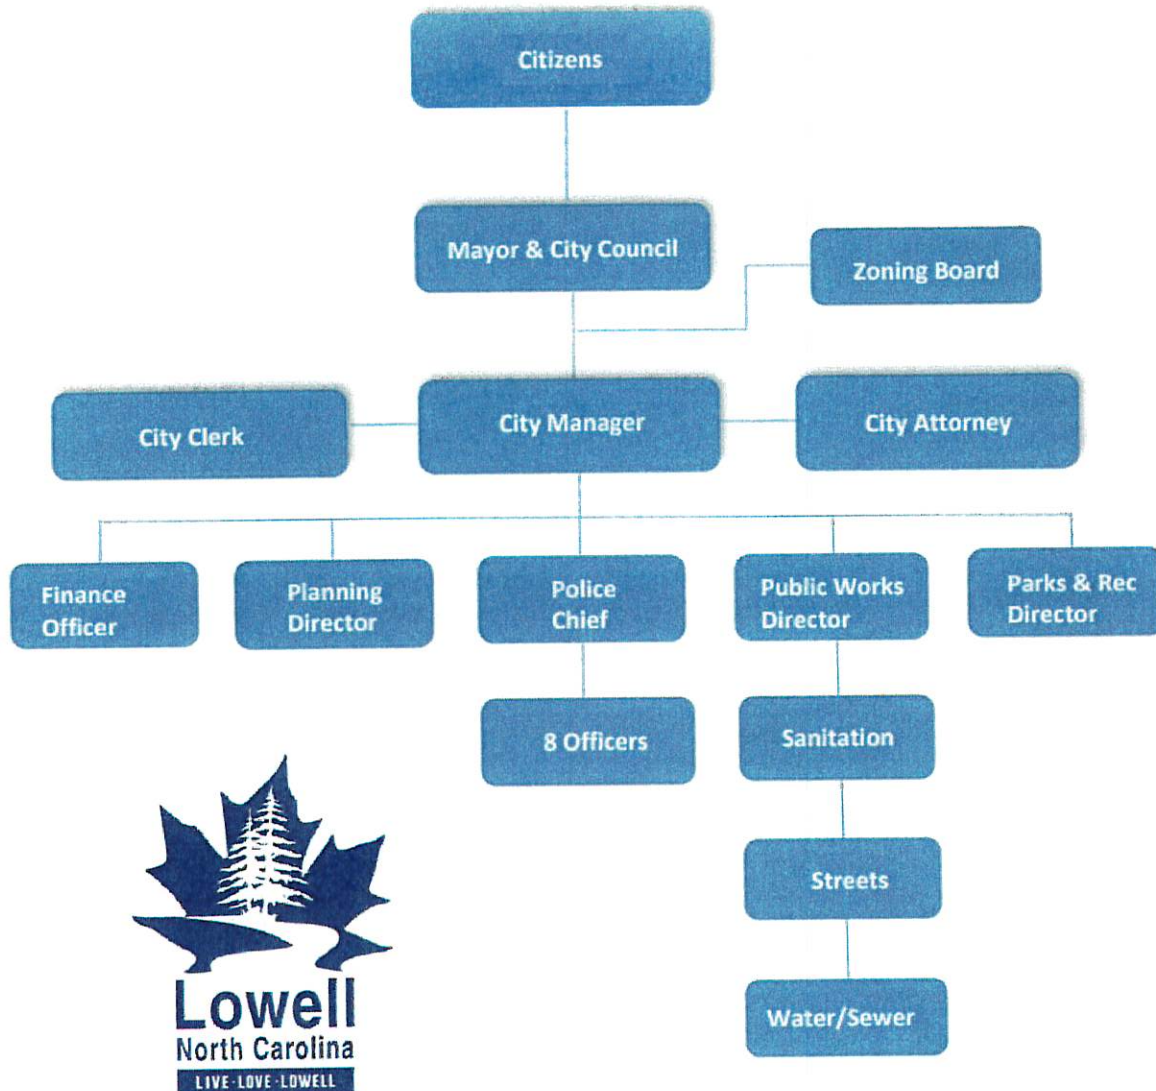 Citizens
Mayor & City Council
Zoning Board
City Clerk
City Manager
City Attorney
Finance
Officer
Planning
Director
Police
Chief
Public Works
Director
Parks & Rec
Director
8 Officers
Sanitation
Streets
Water/Sewer
Lowell
North Carolina
LIVE·LOVE·LOWELL